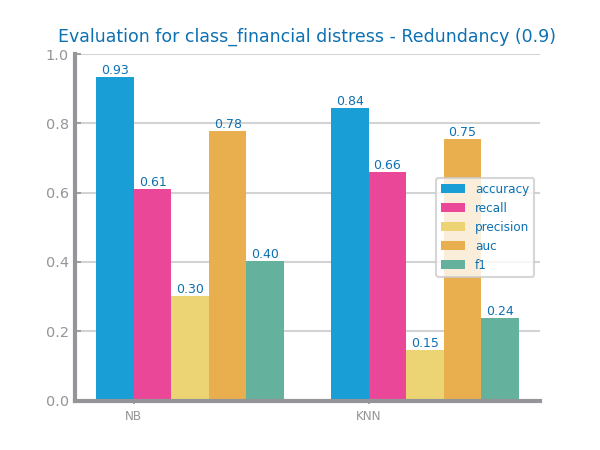 Evaluation for class_financial distress - Redundancy (0.9)
1.0
0.8
0.6
0.4
0.2
0.0
0.93
0.61
0.30
0.78
0.40
0.84
0.66
0.15
0.75
0.24
accuracy
recall
precision
auc
f1
NB
KNN